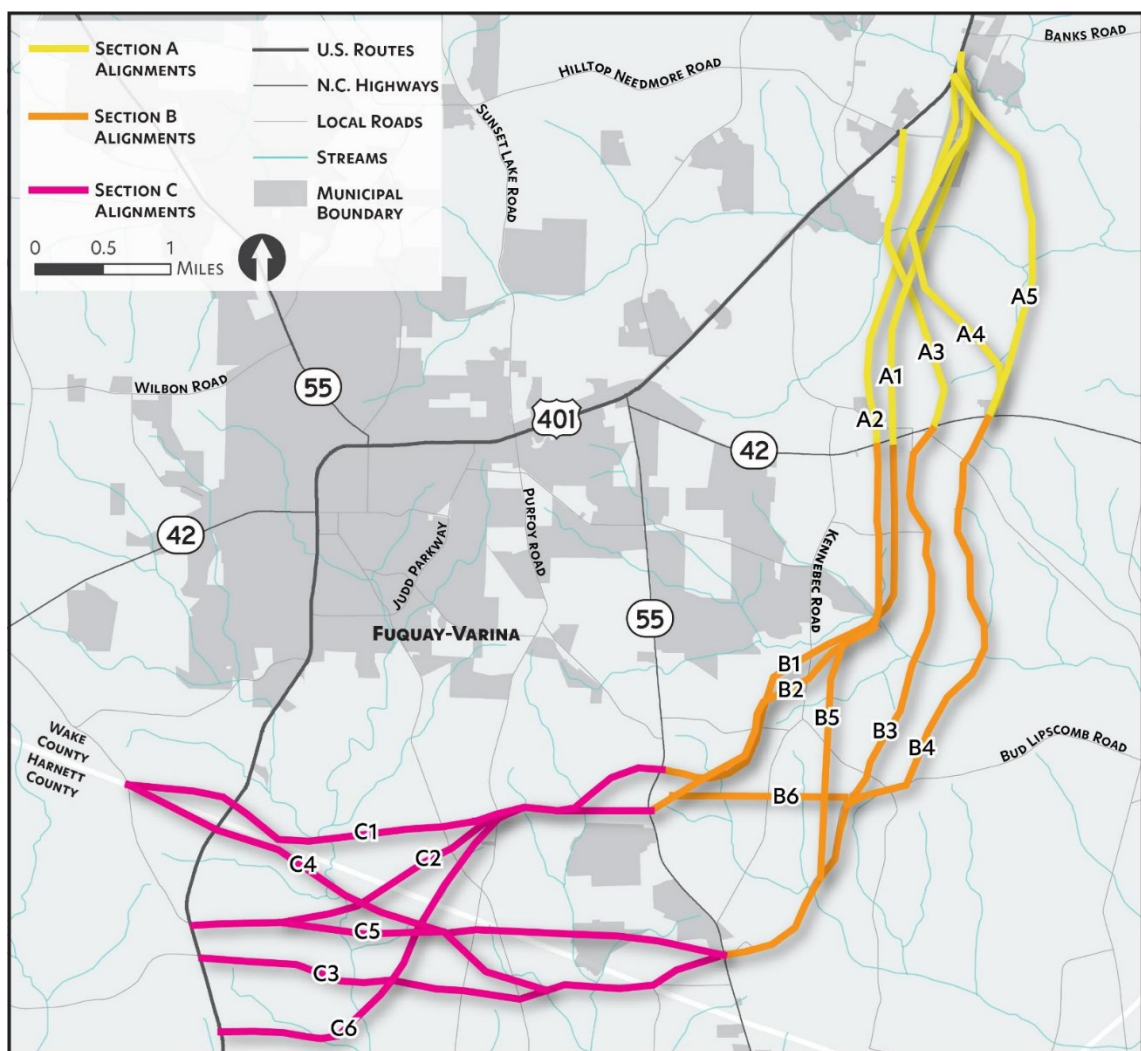 SECTION A
ALIGNMENTS
SECTION B
ALIGNMENTS
SECTION C
ALIGNMENTS
0 0.5 1
MILES
U.S. ROUTES
N.C. HIGHWAYS
LOCAL ROADS
STREAMS
MUNICIPAL
BOUNDARY
BANKS ROAD
HILLTOP NEEDMORE ROAD
SUNSET LAKE ROAD
A5
A4
A3
A1
A2
WILBON ROAD
55
401
42
42
PURFOY ROAD
JUDD PARKWAY
KENNEBEC ROAD
55
FUQUAY-VARINA
B1
B2
B5
B3
B4
BUD LIPSCOMB ROAD
WAKE
COUNTY
HARNETT
COUNTY
B6
C1
C2
C4
C5
C3
C6